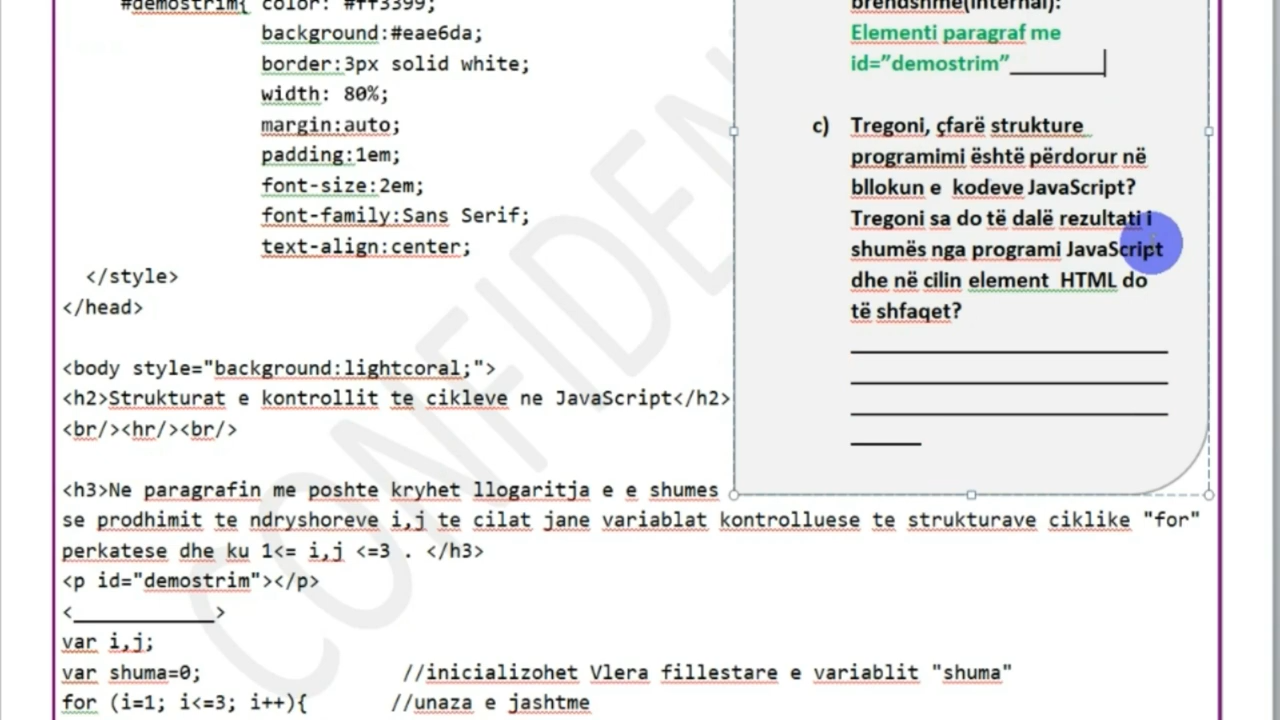 #demostrim{ color: #ff3399;
background:#eae6da;
border:3px solid white;
width: 80%;
margin:auto;
padding:1em;
font-size:2em;
font-family:Sans Serif;
text-align:center;
</style>
</head>
<body style="background:lightcoral;">
<h2>Strukturat e kontrollit te cikleve ne JavaScript</h2>
<br/><hr/><br/>
<h3>Ne paragrafin me poshte kryhet llogaritja e e shumes
se prodhimit te ndryshoreve i,j te cilat jane variablat kontrolluese te strukturave ciklike "for"
perkatese dhe ku 1<= i,j <=3 . </h3>
<p id="demostrim"></p>
<____________>
var i,j;
var shuma=0; //inicializohet Vlera fillestare e variablit "shuma"
for (i=1; i<=3; i++){ //unaza e jashtme
brendshme(internal):
Elementi paragraf me
id=”demostrim”_________
c) Tregoni, çfarë strukture
programimi është përdorur në
bllokun e kodeve JavaScript?
Tregoni sa do të dalë rezultati i
shumës nga programi JavaScript
dhe në cilin element HTML do
të shfaqet?
CONFIDEN